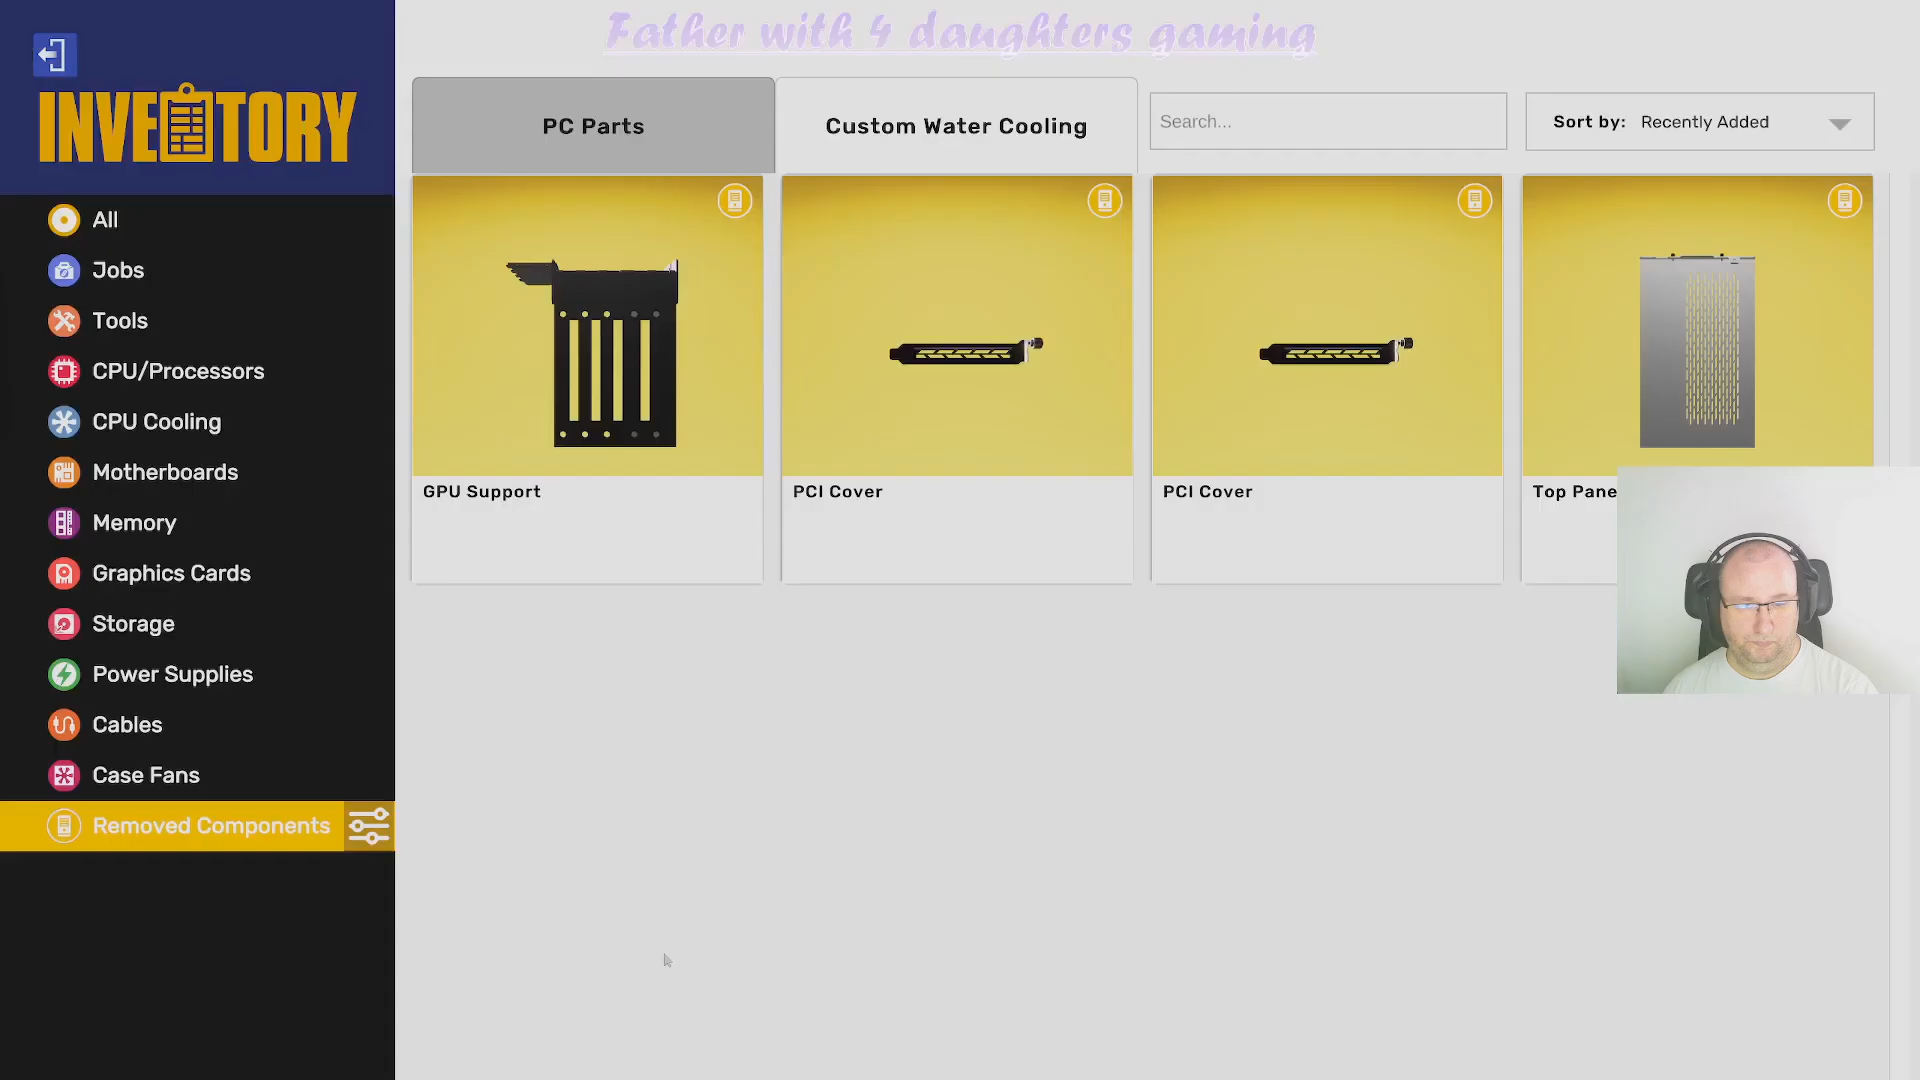 Father with 4 daughters gaming
INVENTORY
PC Parts
Custom Water Cooling
Search...
Sort by: Recently Added
All
Jobs
Tools
CPU/Processors
CPU Cooling
Motherboards
Memory
Graphics Cards
Storage
Power Supplies
Cables
Case Fans
Removed Components
GPU Support
PCI Cover
PCI Cover
Top Pane